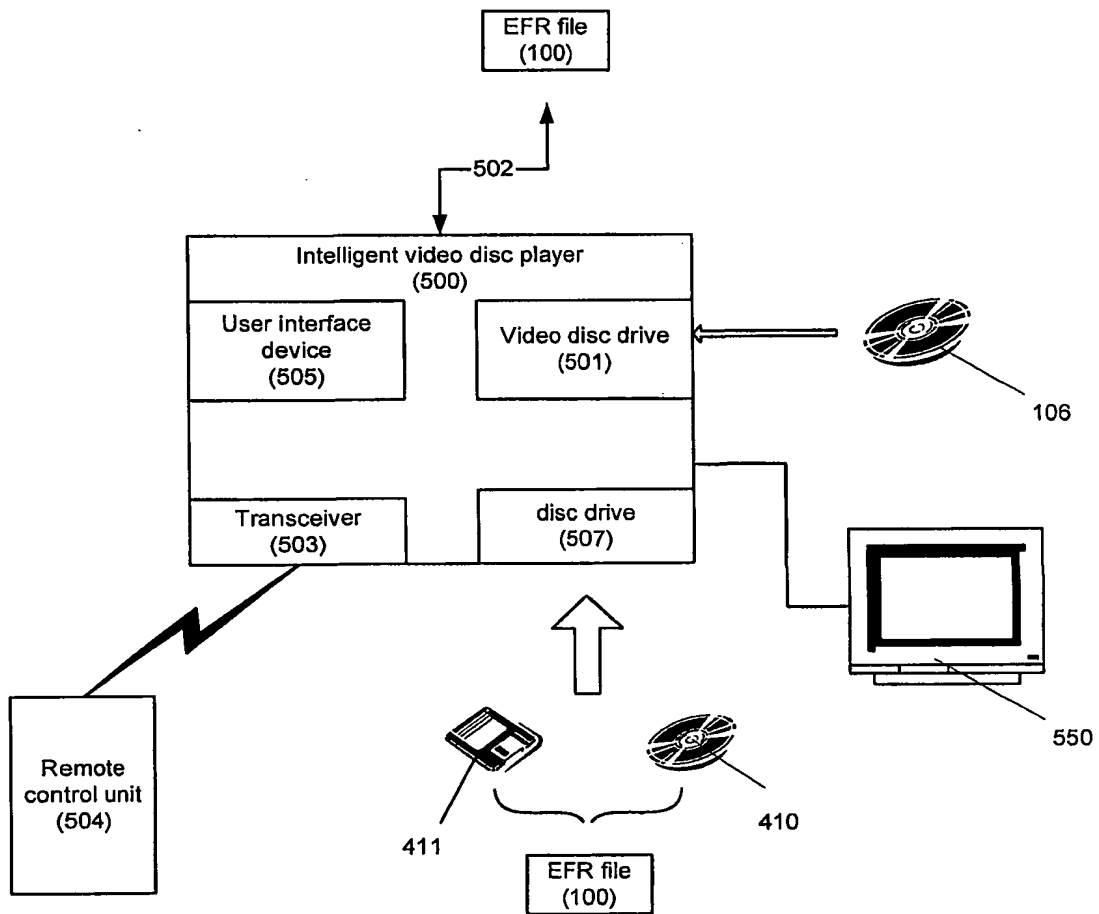 EFR file
(100)
502
Intelligent video disc player
(500)
User interface
device
(505)
Video disc drive
(501)
106
Transceiver
(503)
disc drive
(507)
550
Remote
control unit
(504)
411
410
EFR file
(100)